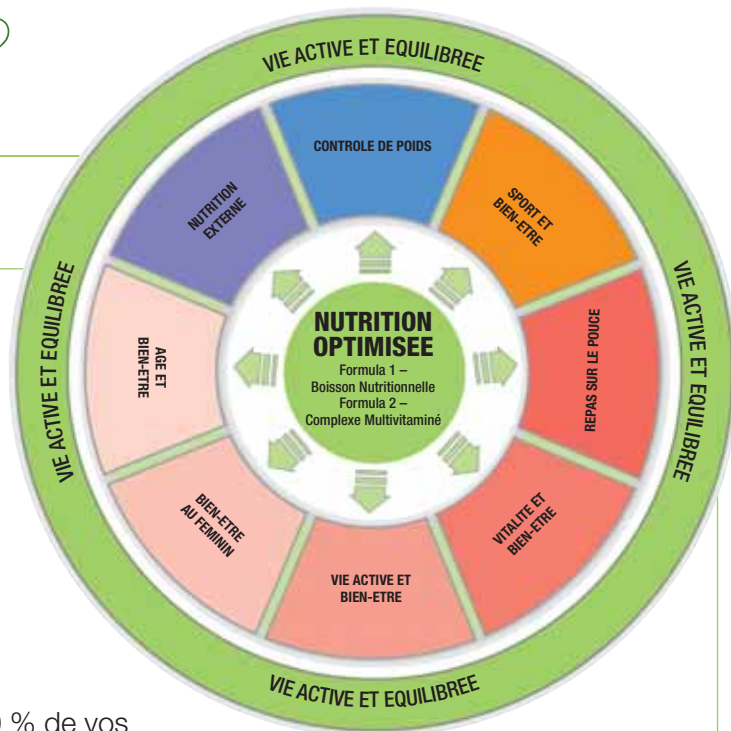 VIE ACTIVE ET EQUILIBREE
CONTROLE DE POIDS
SPORT ET
BIEN-ETRE
REPAS SUR LE POUCE
VITALITE ET
BIEN-ETRE
VIE ACTIVE ET
BIEN-ETRE
BIEN-ETRE
AU FEMININ
AGE ET
BIEN-ETRE
NUTRITION
EXTERNE
NUTRITION
OPTIMISEE
Formula 1 –
Boisson Nutritionnelle
Formula 2 –
Complexe Multivitaminé
VIE ACTIVE ET EQUILIBREE
VIE ACTIVE ET EQUILIBREE
VIE ACTIVE ET EQUILIBREE
% de vos